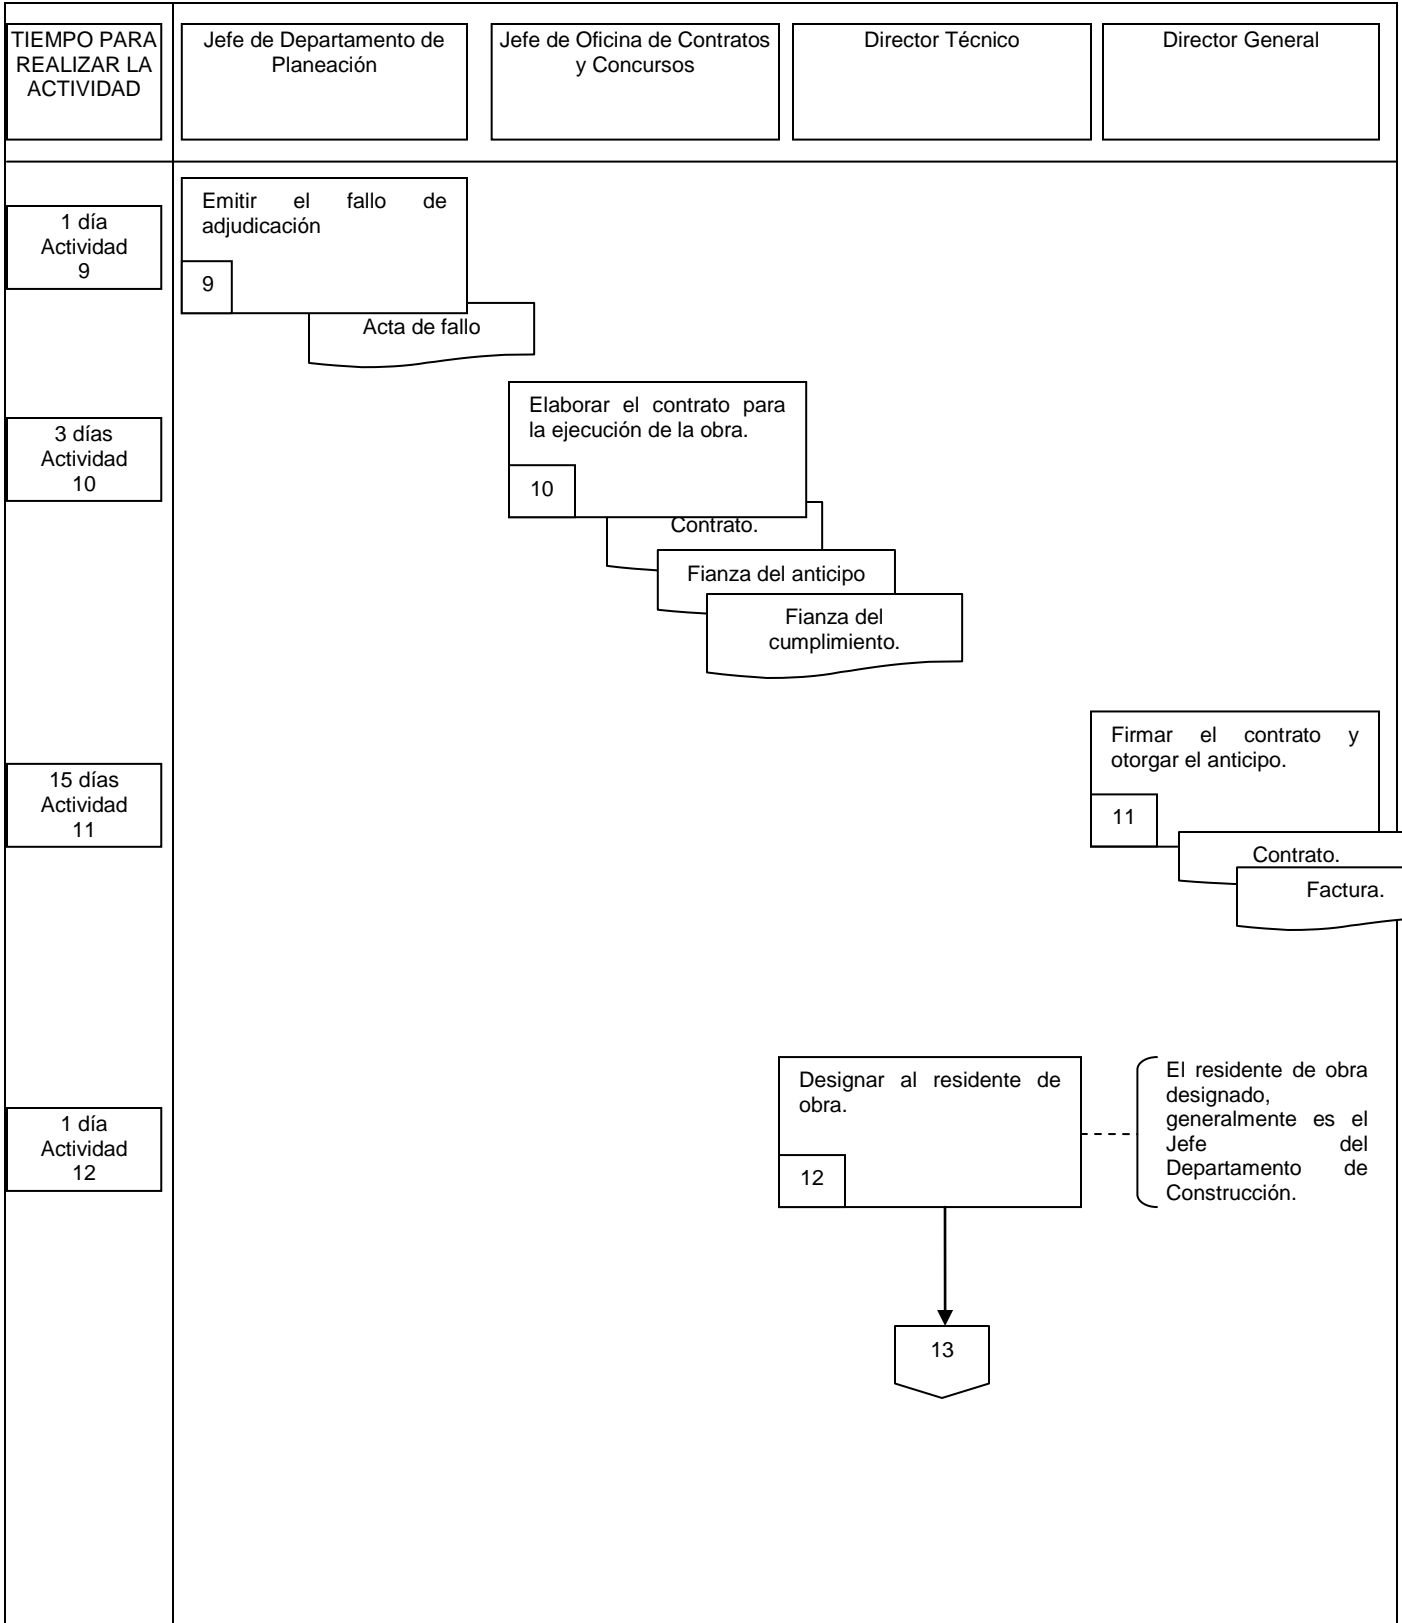 TIEMPO PARA
REALIZAR LA
ACTIVIDAD
Jefe de Departamento de
Planeación
Jefe de Oficina de Contratos
y Concursos
Director Técnico
Director General
1 día
Actividad
9
Emitir el fallo de
adjudicación
9
Acta de fallo
3 días
Actividad
10
Elaborar el contrato para
la ejecución de la obra.
10
Contrato.
Fianza del anticipo
Fianza del
cumplimiento.
15 días
Actividad
11
Firmar el contrato y
otorgar el anticipo.
11
Contrato.
Factura.
1 día
Actividad
12
Designar al residente de
obra.
12
El residente de obra
designado,
generalmente es el
Jefe del
Departamento de
Construcción.
13